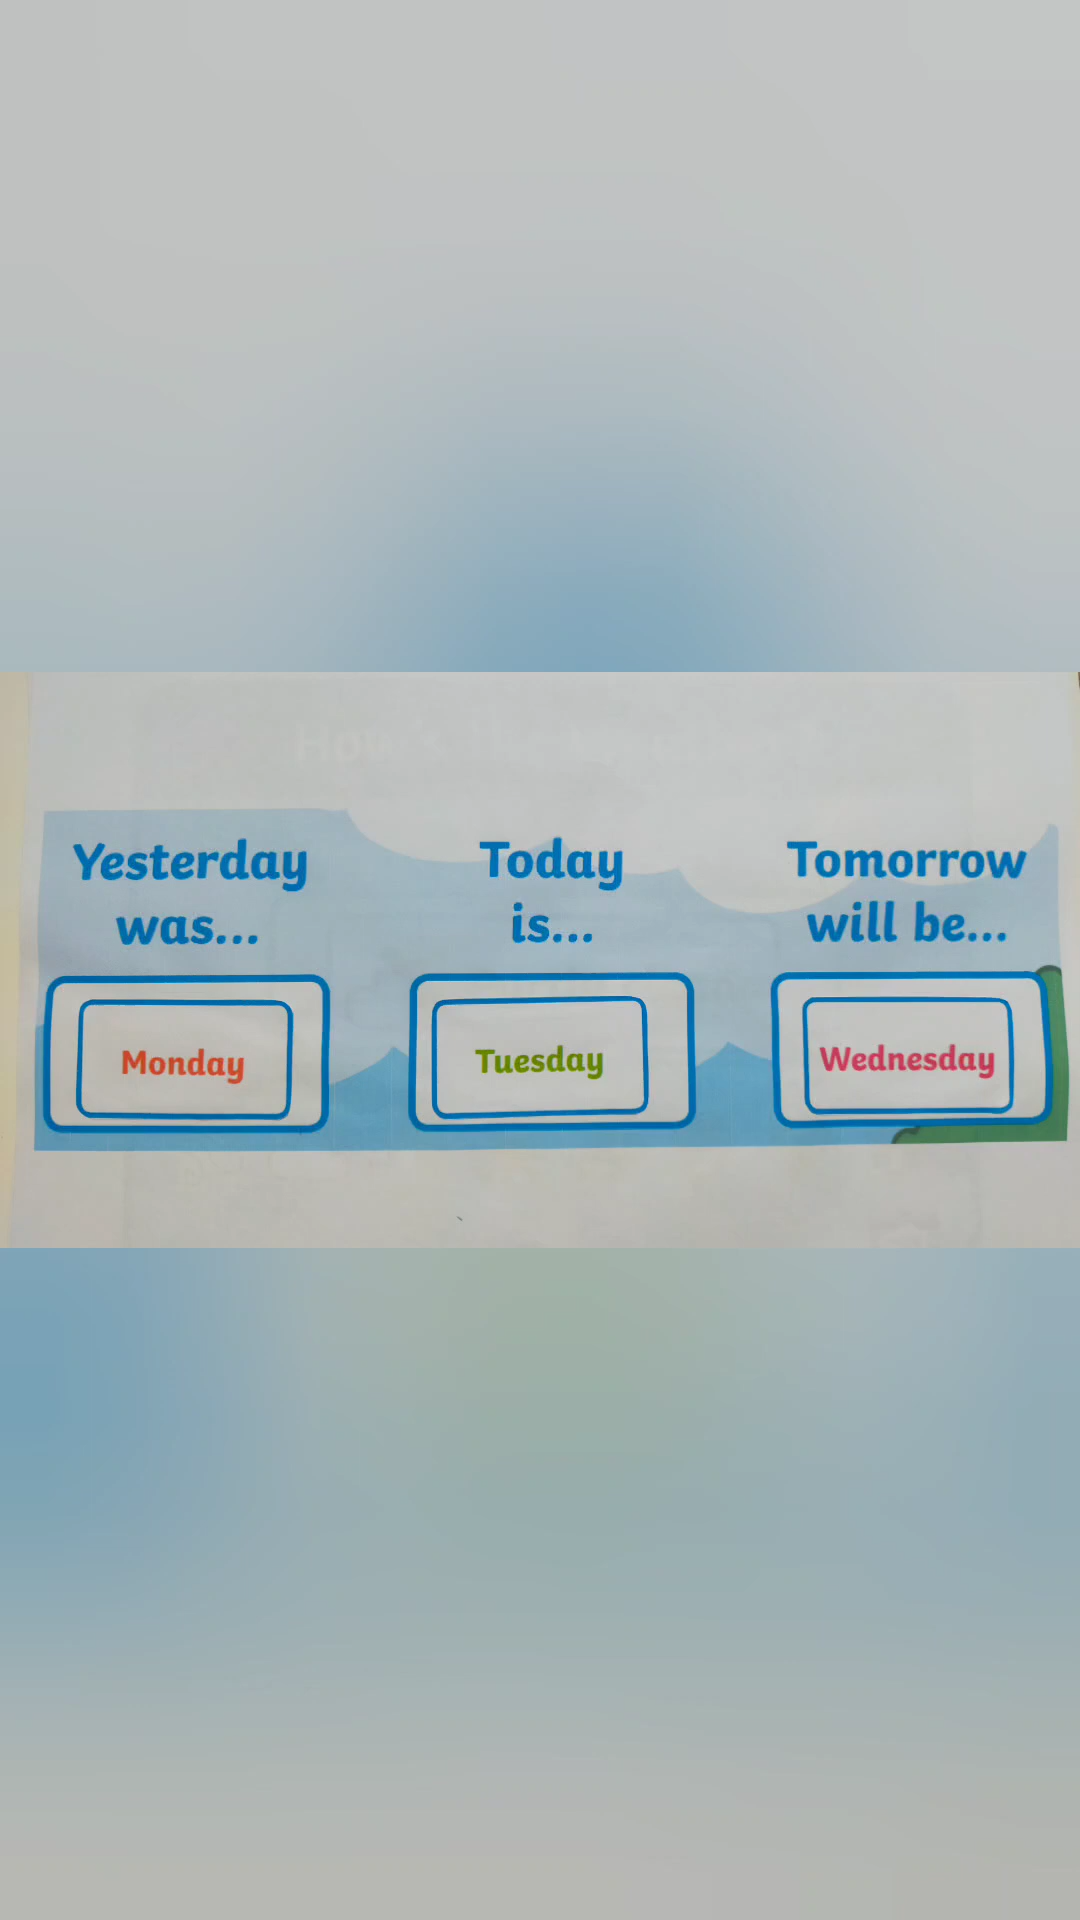 Yesterday was...
Today is...
Tomorrow will be...
Monday
Tuesday
Wednesday